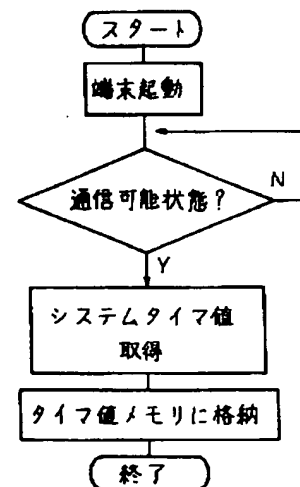 スタート
端末起動
通信可能状態?
N
Y
システムタイマ値
取得
タイマ値メモリに格納
終了